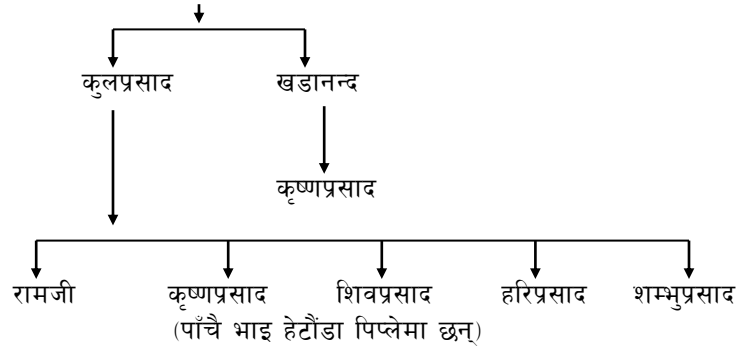 कुलप्रसाद खडानन्द
कृष्णप्रसाद
रामजी कृष्णप्रसाद शिवप्रसाद हरिप्रसाद शम्भुप्रसाद
(पाँचै भाइ हेटौंडा पिप्लेमा छन्)